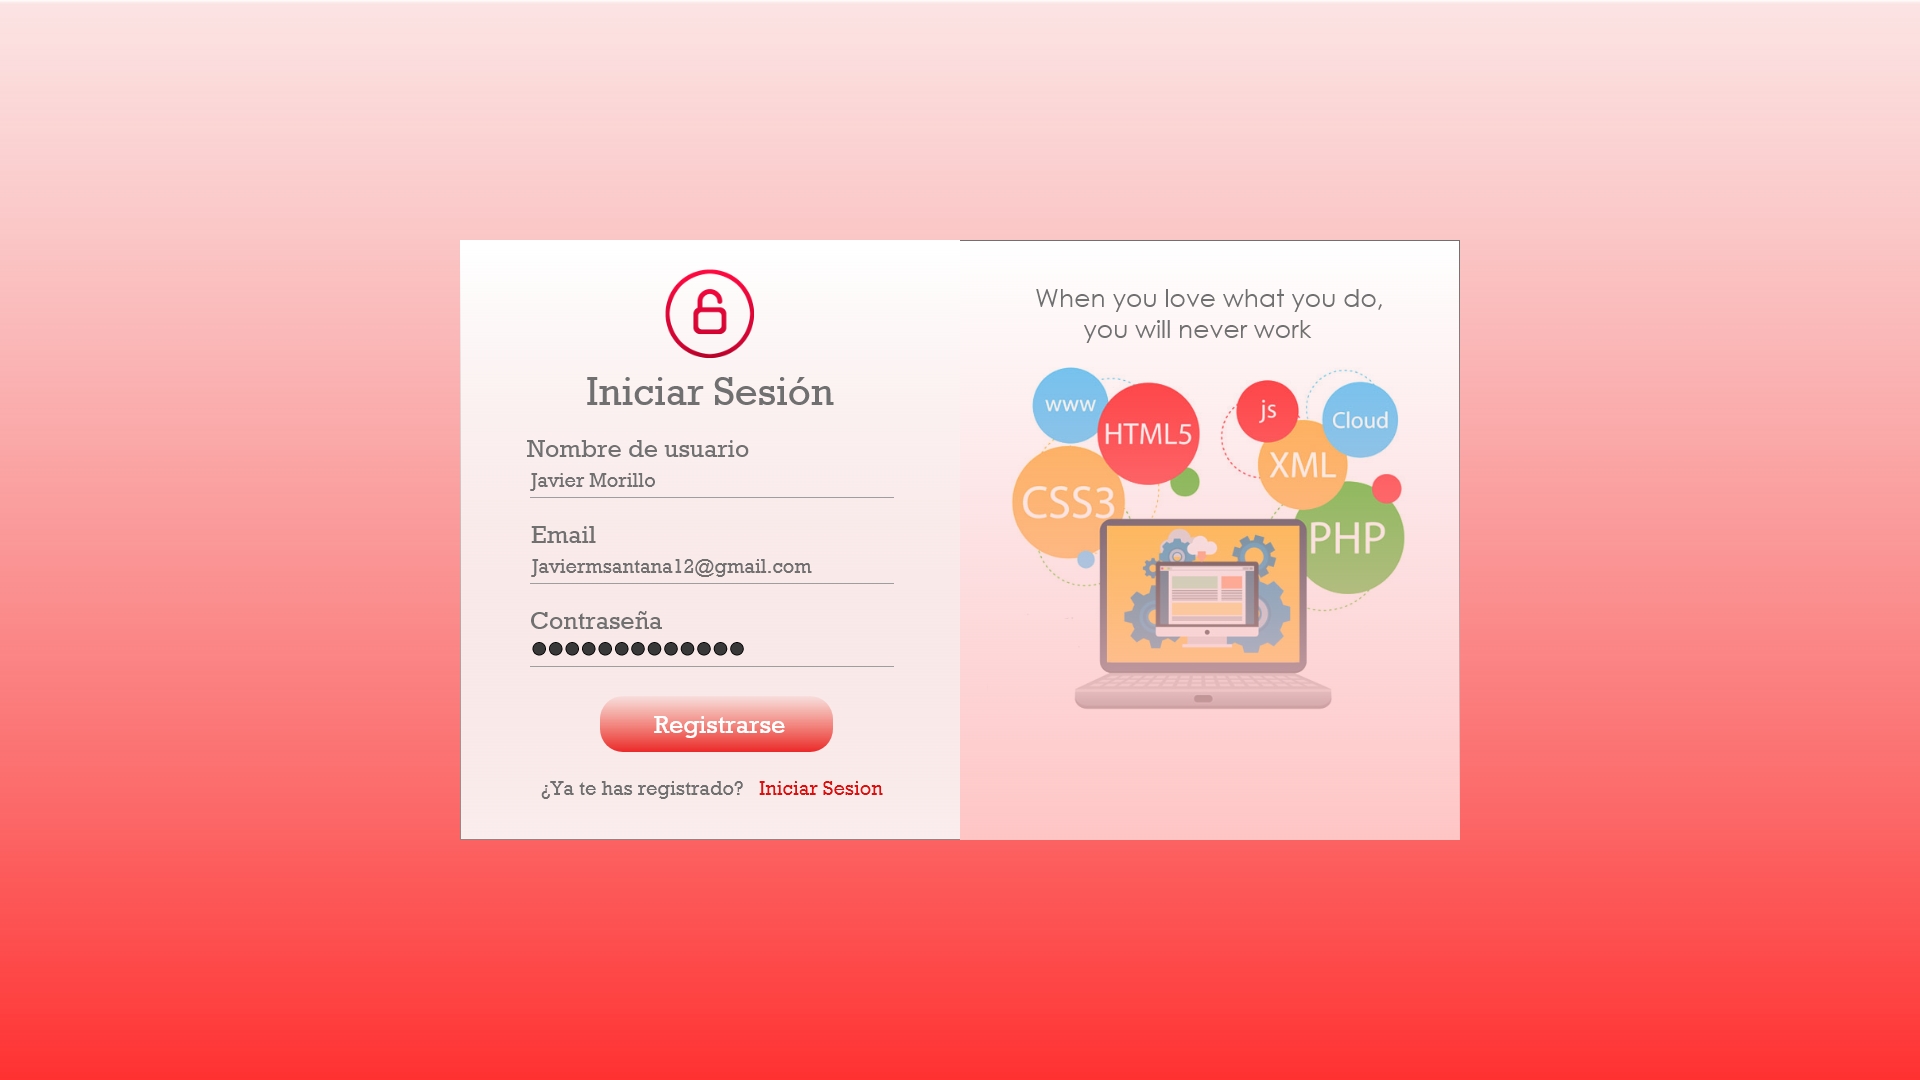 Iniciar Sesión
Nombre de usuario
Javier Morillo
Email
Javiermsantana12@gmail.com
Contraseña
●●●●●●●●●●●●●
Registrarse
¿Ya te has registrado? Iniciar Sesion
When you love what you do,
you will never work
www
HTML5
js
Cloud
XML
CSS3
PHP